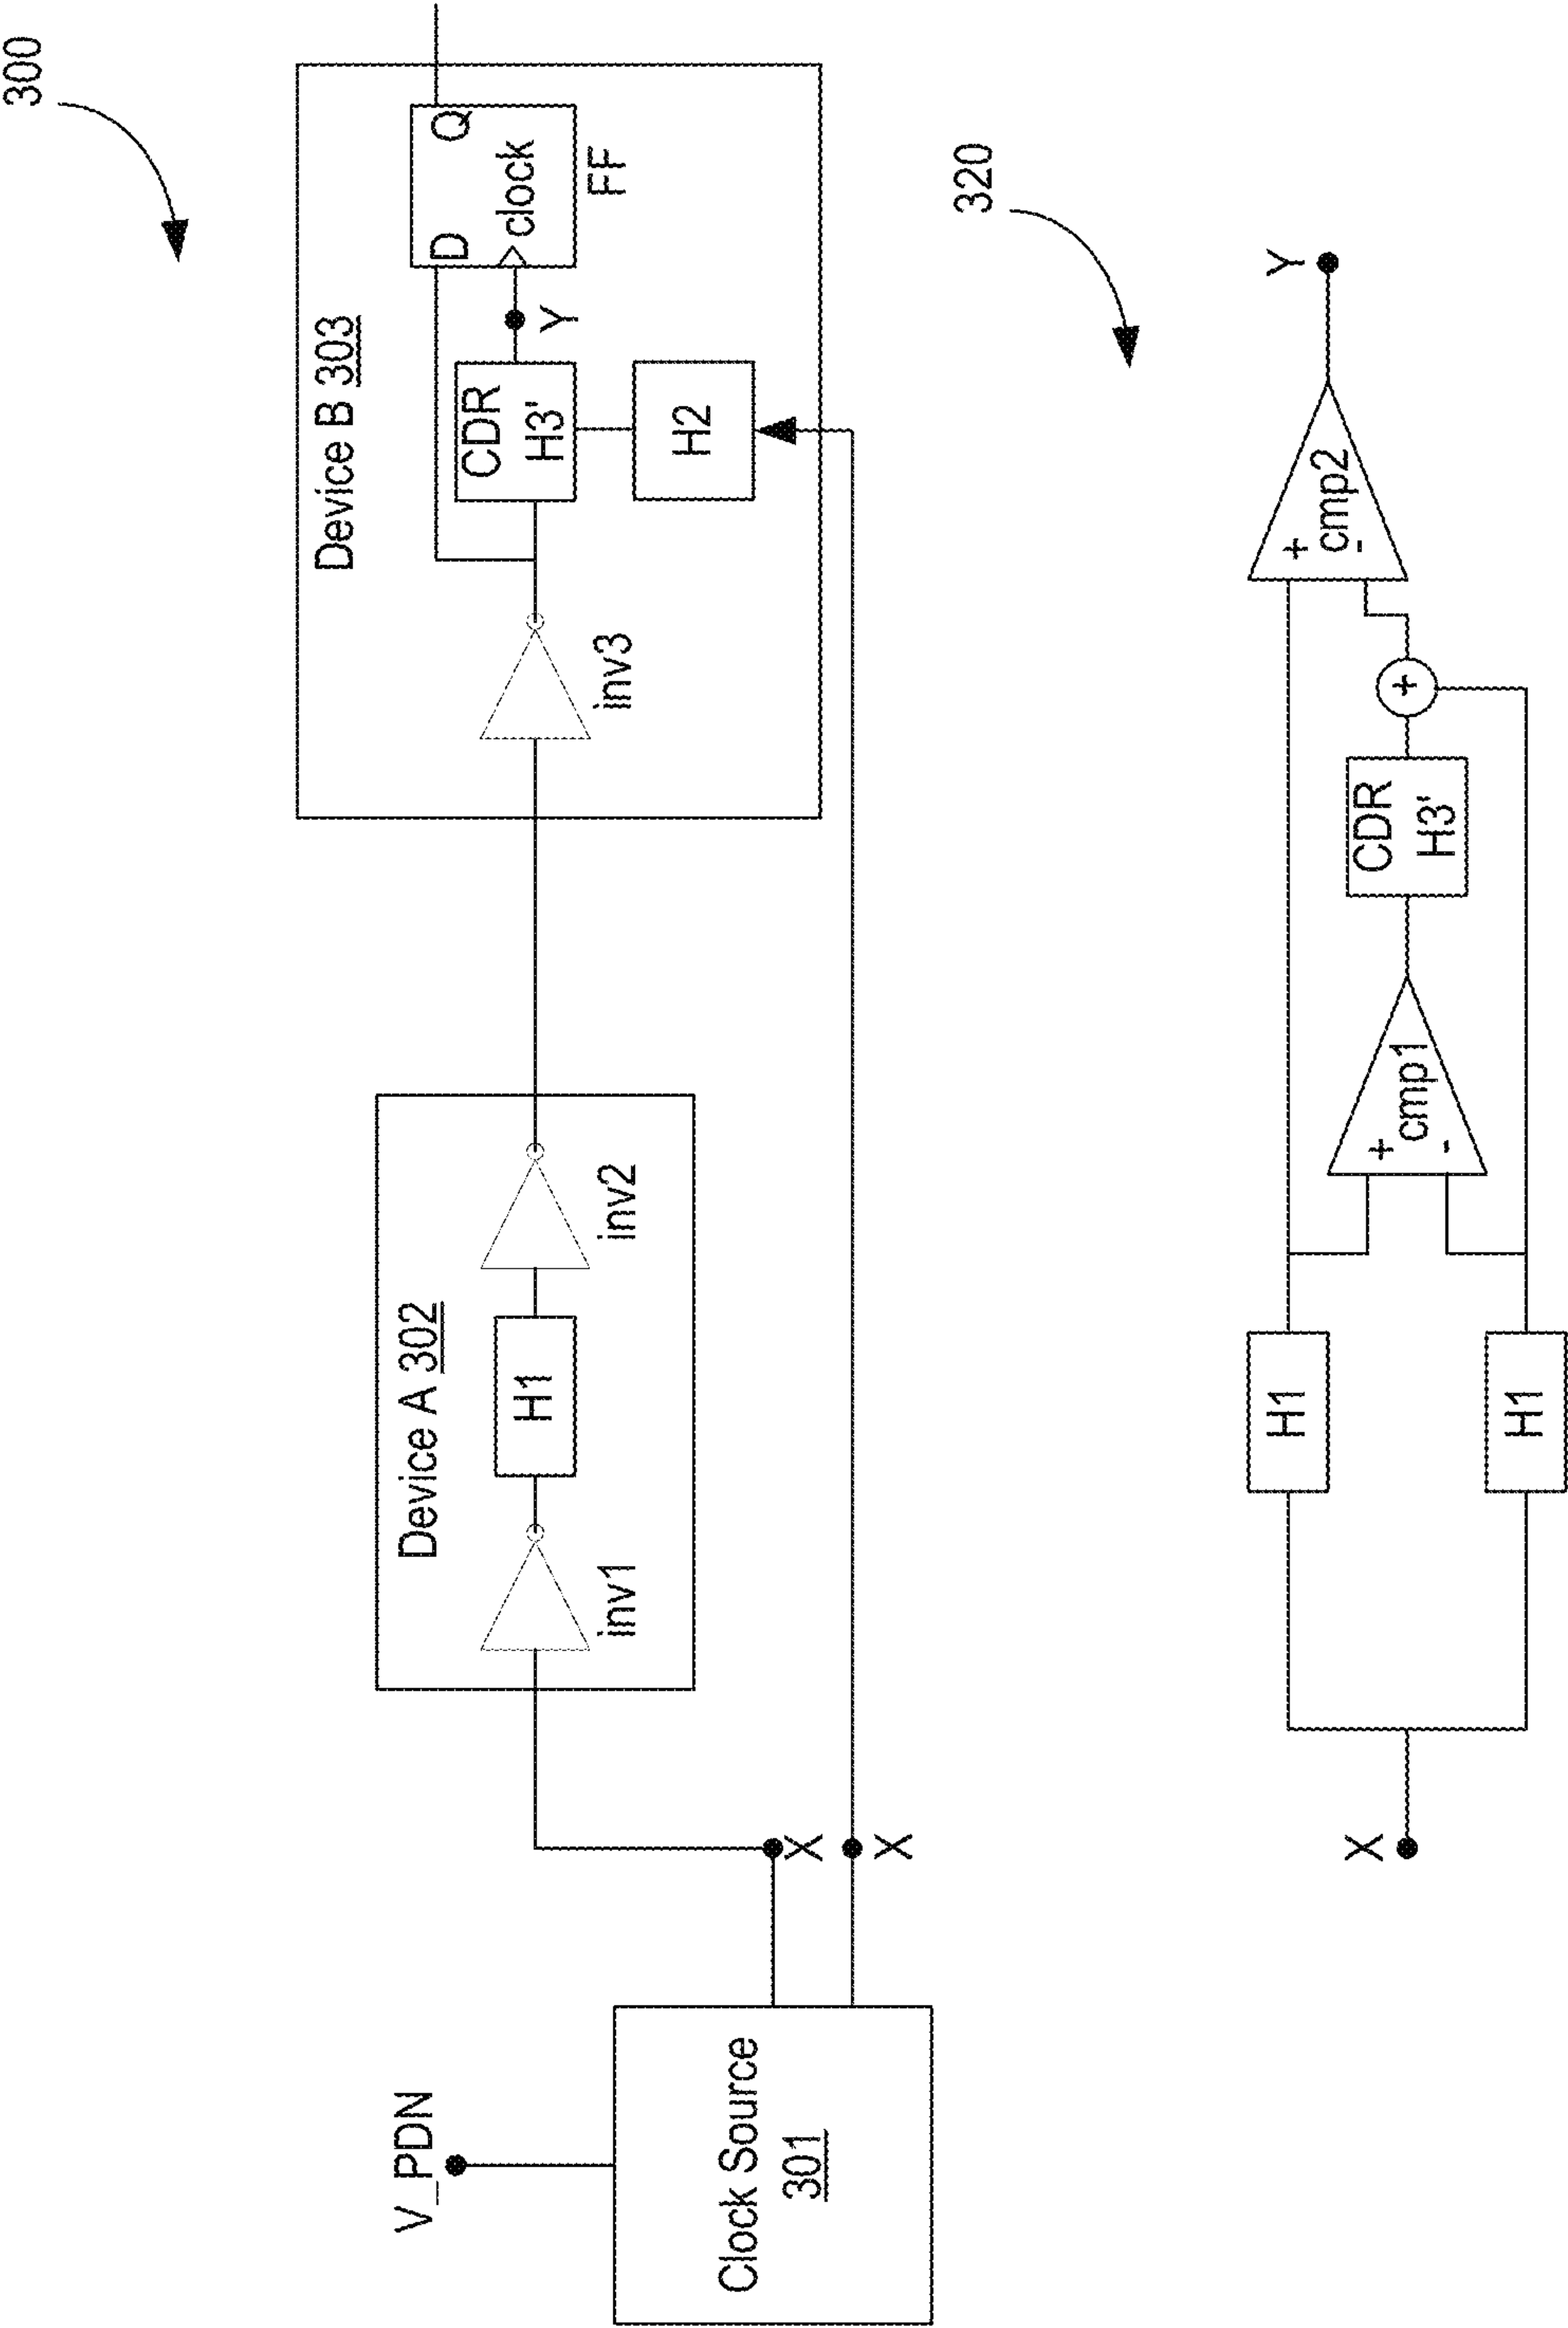 300
V_PDN
Clock Source
301
X
X
Device A 302
inv1
H1
inv2
Device B 303
inv3
CDR
H3'
H2
Y
D
Q
clock
FF
320
X
H1
H1
+
cmp1
-
CDR
H3'
+
+
cmp2
-
Y